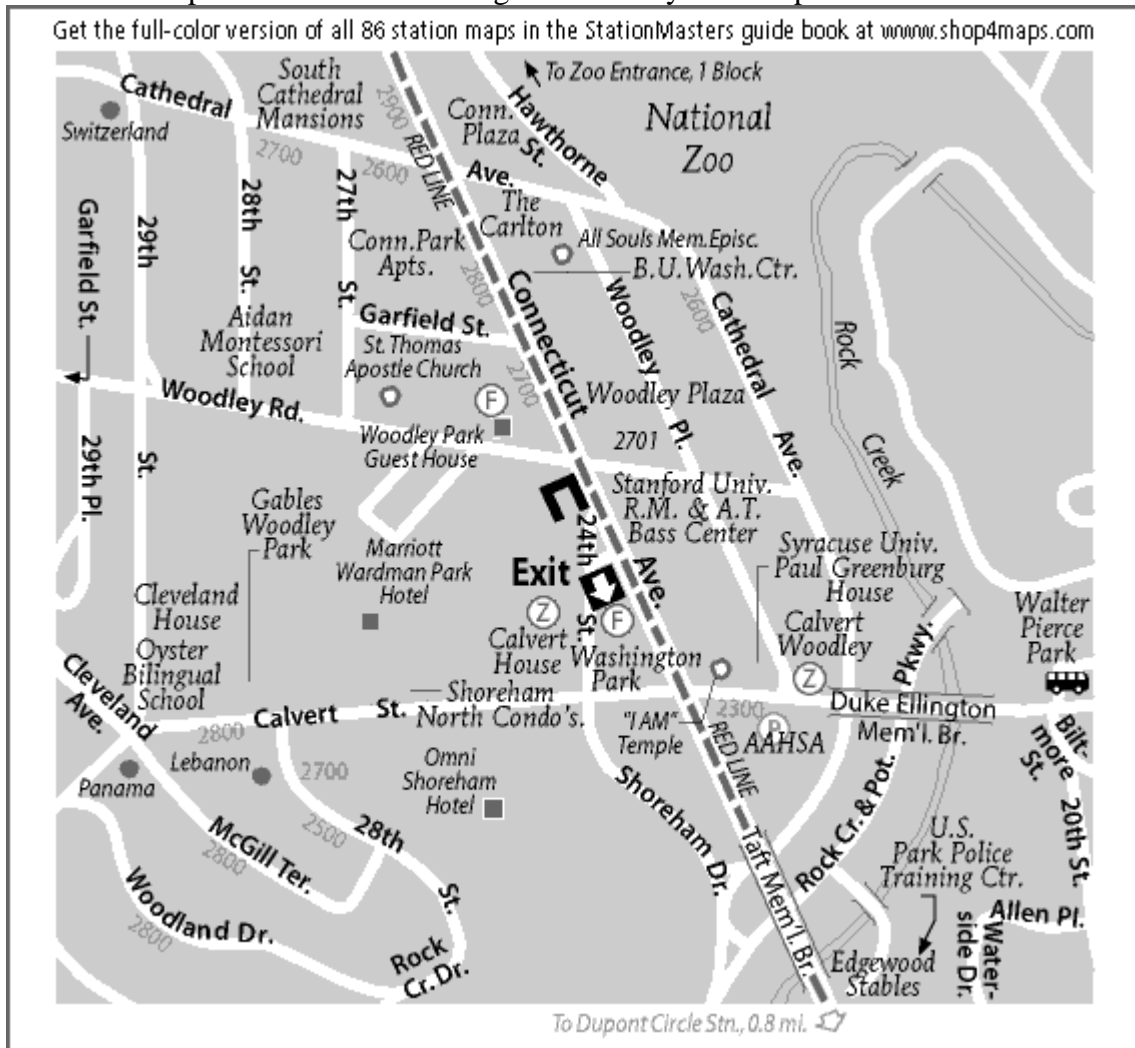 Get the full-color version of all 86 station maps in the StationMasters guide book at www.shop4maps.com
To Zoo Entrance, 1 Block
South
Cathedral
Mansions
Cathedral
Switzerland
2700
2600
2900
RED LINE
Conn.
Plaza
Hawthorne
St.
National
Zoo
Ave.
The
Carlton
All Souls Mem. Episc.
B.U. Wash. Ctr.
Garfield St.
29th
28th
St.
27th
St.
Conn. Park
Apts.
2800
Connecticut
Woodley
2600
Cathedral
Rock
Aidan
Montessori
School
Garfield St.
St. Thomas
Apostle Church
2700
F
Woodley Plaza
Woodley Rd.
Woodley Park
Guest House
2701
Pl.
Ave.
Creek
29th Pl.
St.
Gables
Woodley
Park
Marriott
Wardman Park
Hotel
24th
Stanford Univ.
R.M. & A.T.
Bass Center
Syracuse Univ.
Paul Greenburg
House
Exit
Ave.
Cleveland
House
Oyster
Bilingual
School
Z
Calvert
House
St.
F
Washington
Park
Calvert
Woodley
Z
Pkwy.
Walter
Pierce
Park
Cleveland
Ave.
2800
Calvert
St.
Shoreham
North Condo's.
"I AM"
Temple
2300
P
AAHSA
Duke Ellington
Mem'l. Br.
Bilt-
more
St.
Panama
Lebanon
2700
Omni
Shoreham
Hotel
Shoreham Dr.
RED LINE
Rock Cr. & Pot.
20th St.
2500
28th
St.
McGill Ter.
2800
Woodland Dr.
2800
Rock
Cr. Dr.
Taft Mem'l. Br.
U.S.
Park Police
Training Ctr.
Edgewood
Stables
Water-
side Dr.
Allen Pl.
To Dupont Circle Stn., 0.8 mi.